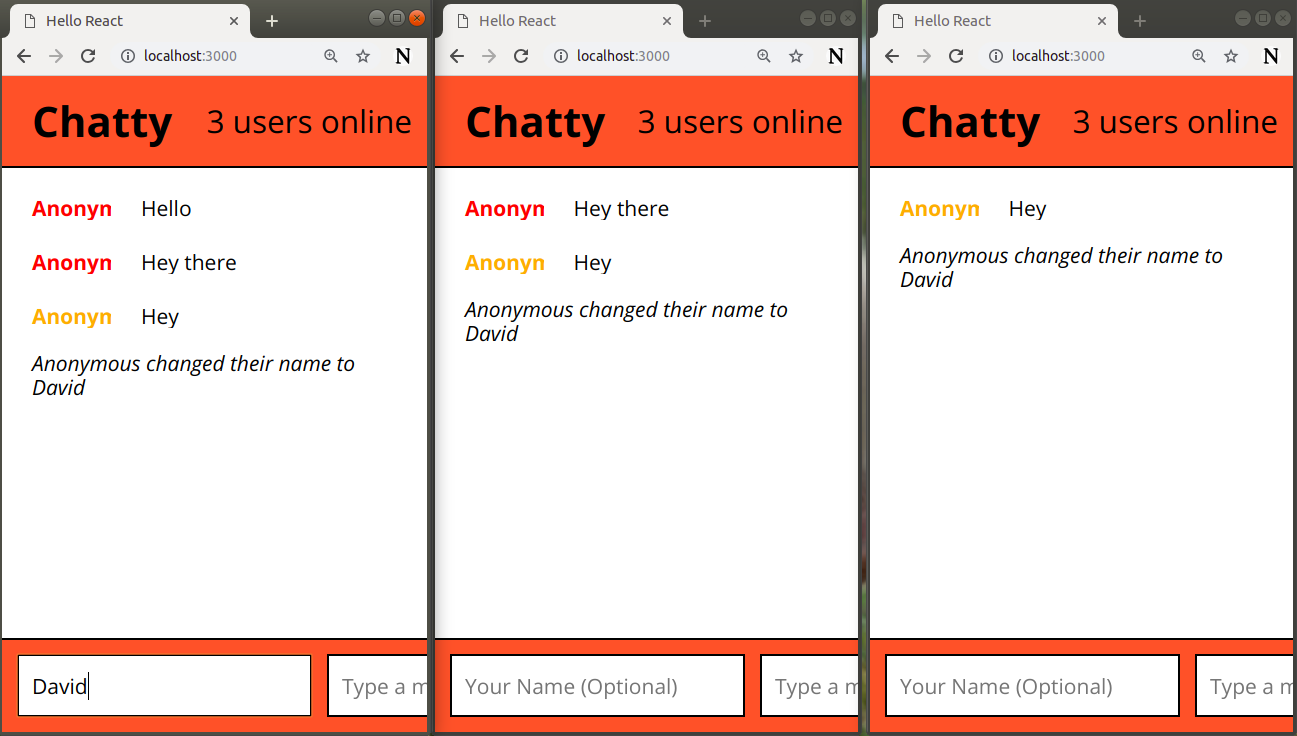 Hello React
localhost:3000
Chatty 3 users online
Anonyn Hello
Anonyn Hey there
Anonyn Hey
Anonymous changed their name to
David
David Type a m
Hello React
localhost:3000
Chatty 3 users online
Anonyn Hey there
Anonyn Hey
Anonymous changed their name to
David
Your Name (Optional) Type a m
Hello React
localhost:3000
Chatty 3 users online
Anonyn Hey
Anonymous changed their name to
David
Your Name (Optional) Type a m